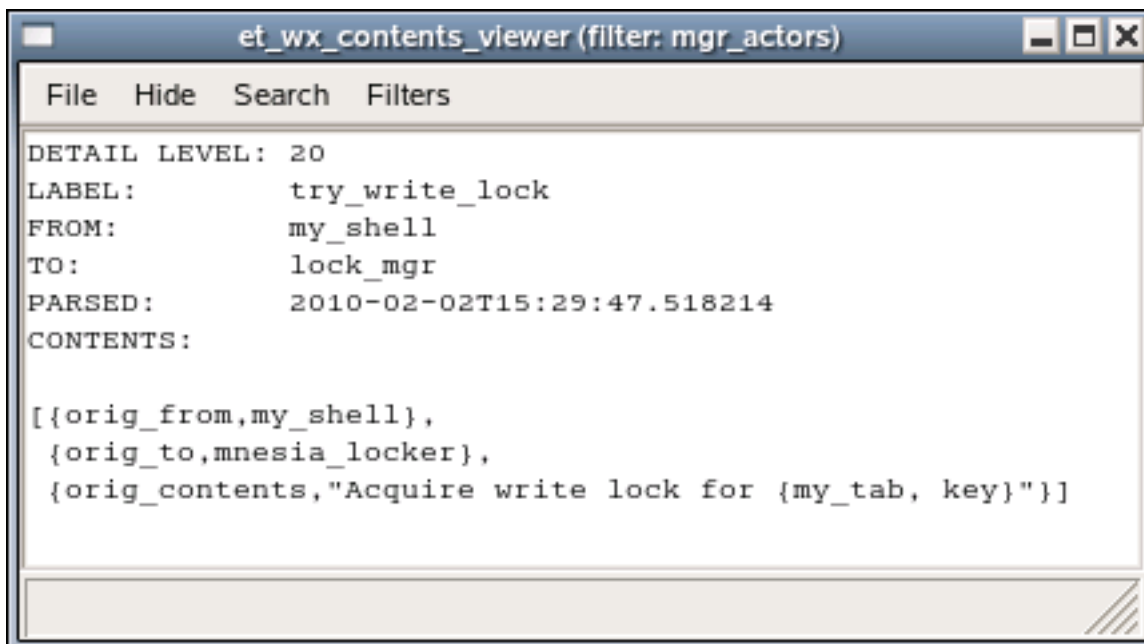 et_wx_contents_viewer (filter: mgr_actors)
File Hide Search Filters
DETAIL LEVEL: 20
LABEL: try_write_lock
FROM: my_shell
TO: lock_mgr
PARSED: 2010-02-02T15:29:47.518214
CONTENTS:
[{orig_from,my_shell},
{orig_to,mnesia_locker},
{orig_contents,"Acquire write lock for {my_tab, key}"}]